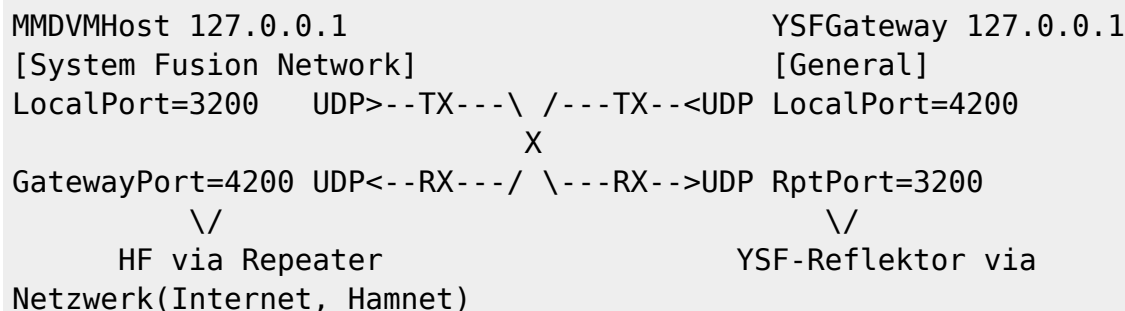 MMDVMHost 127.0.0.1                        YSFGateway 127.0.0.1
[System Fusion Network]                    [General]
LocalPort=3200   UDP>--TX---\ /---TX--<UDP LocalPort=4200
                             X
GatewayPort=4200 UDP<--RX---/ \---RX-->UDP RptPort=3200
          \/                                  \/
      HF via Repeater                    YSF-Reflektor via
Netzwerk(Internet, Hamnet)